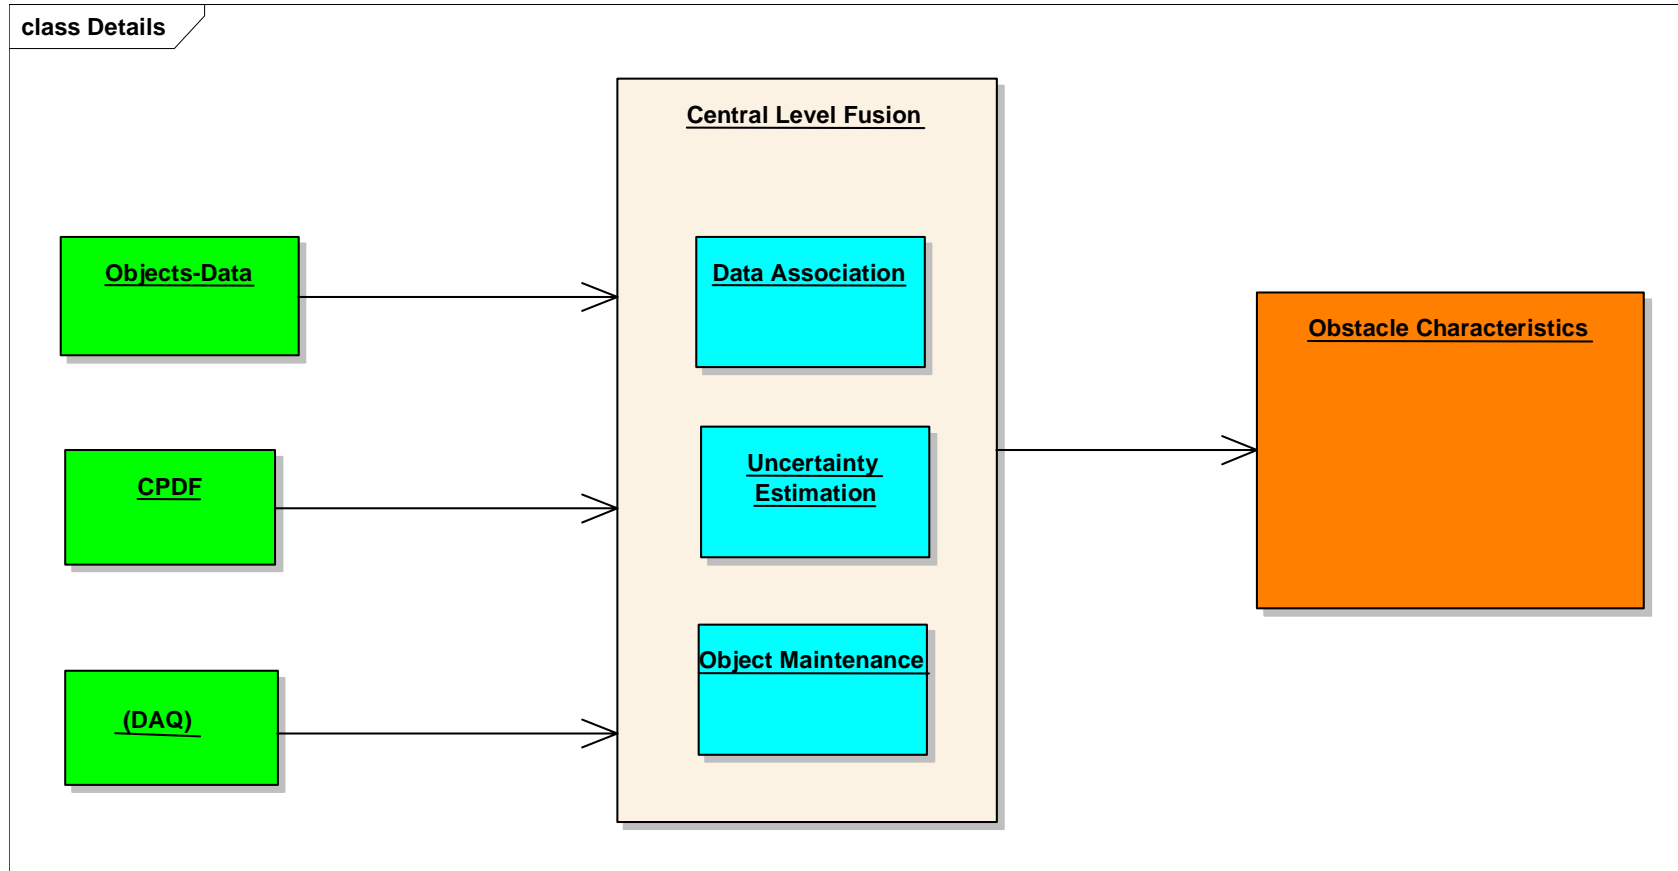 class Details
Central Level Fusion
Objects-Data
Data Association
Obstacle Characteristics
CPDF
Uncertainty
Estimation
Object Maintenance
(DAQ)